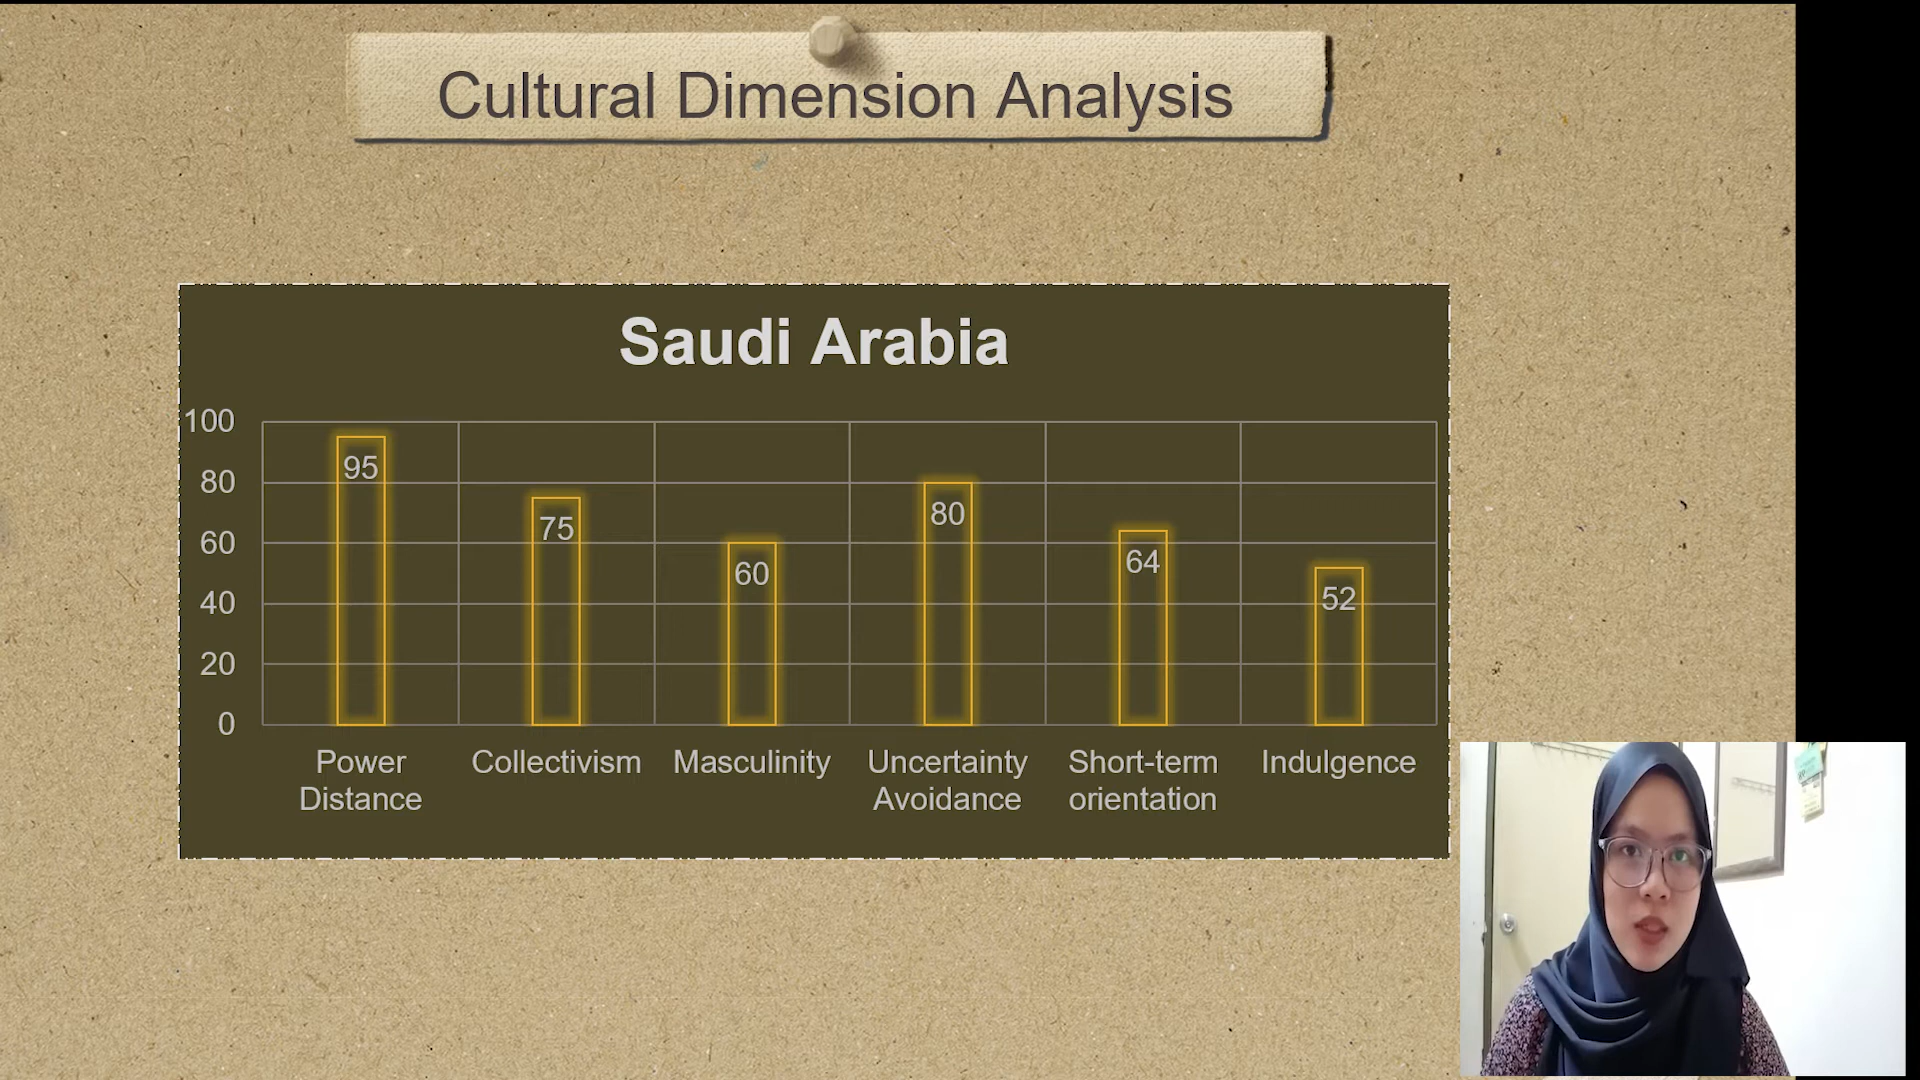 Cultural Dimension Analysis
Saudi Arabia
100
80
60
40
20
0
95
75
60
80
64
52
Power
Distance
Collectivism
Masculinity
Uncertainty
Avoidance
Short-term
orientation
Indulgence